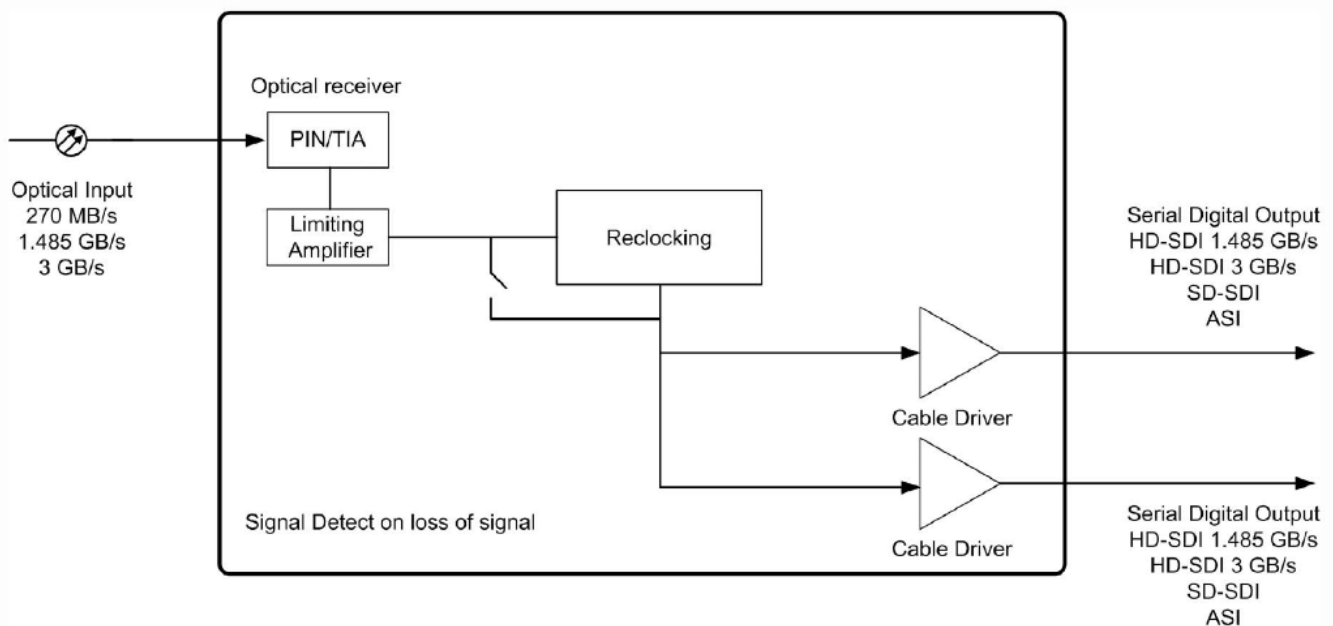 Optical receiver
PIN/TIA
Optical Input
270 MB/s
1.485 GB/s
3 GB/s
Limiting
Amplifier
Reclocking
Serial Digital Output
HD-SDI 1.485 GB/s
HD-SDI 3 GB/s
SD-SDI
ASI
Cable Driver
Signal Detect on loss of signal
Cable Driver
Serial Digital Output
HD-SDI 1.485 GB/s
HD-SDI 3 GB/s
SD-SDI
ASI